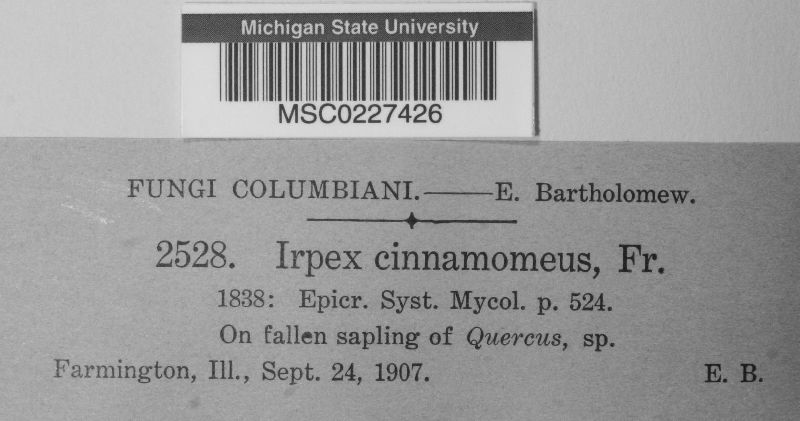 Michigan State University
MSC0227426
FUNGI COLUMBIANI.——E. Bartholomew.
2528. Irpex cinnamomeus, Fr.
1838: Epicr. Syst. Mycol. p. 524.
On fallen sapling of Quercus, sp.
Farmington, Ill., Sept. 24, 1907. E. B.